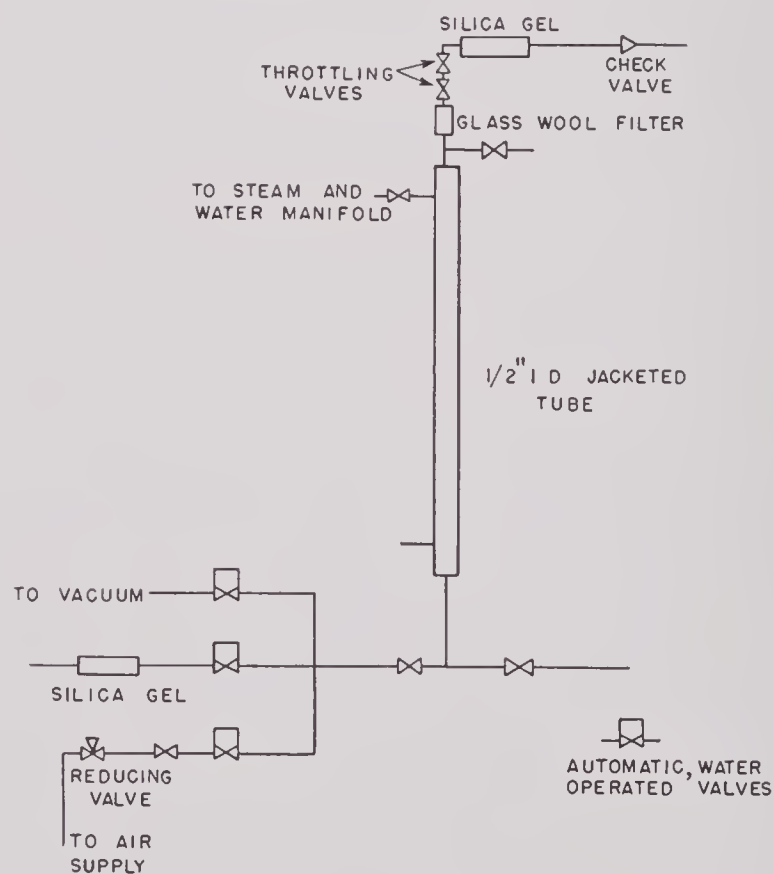 SILICA GEL
THROTTLING
VALVES
CHECK
VALVE
GLASS WOOL FILTER
TO STEAM AND
WATER MANIFOLD
1/2" I D JACKETED
TUBE
TO VACUUM
SILICA GEL
REDUCING
VALVE
TO AIR
SUPPLY
AUTOMATIC, WATER
OPERATED VALVES